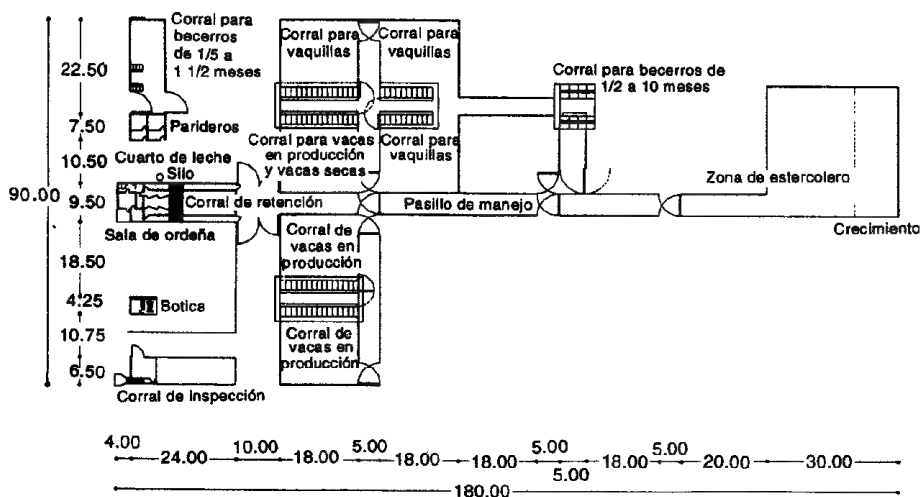 Corral para
becerros
de 1/5 a
1 1/2 meses
Corral para
vaquillas
Corral para
vaquillas
Corral para becerros de
1/2 a 10 meses
Parideros
Corral para vacas
en producción
y vacas secas
Corral para
vaquillas
Cuarto de leche
Silo
Corral de retención
Pasillo de manejo
Zona de estercolero
Crecimiento
Sala de ordeña
Corral de
vacas en
producción
Botica
Corral de
vacas en
producción
Corral de inspección
90.00
22.50
7.50
10.50
9.50
18.50
4.25
10.75
6.50
4.00
24.00
10.00
18.00
5.00
18.00
18.00
5.00
5.00
18.00
5.00
20.00
30.00
180.00